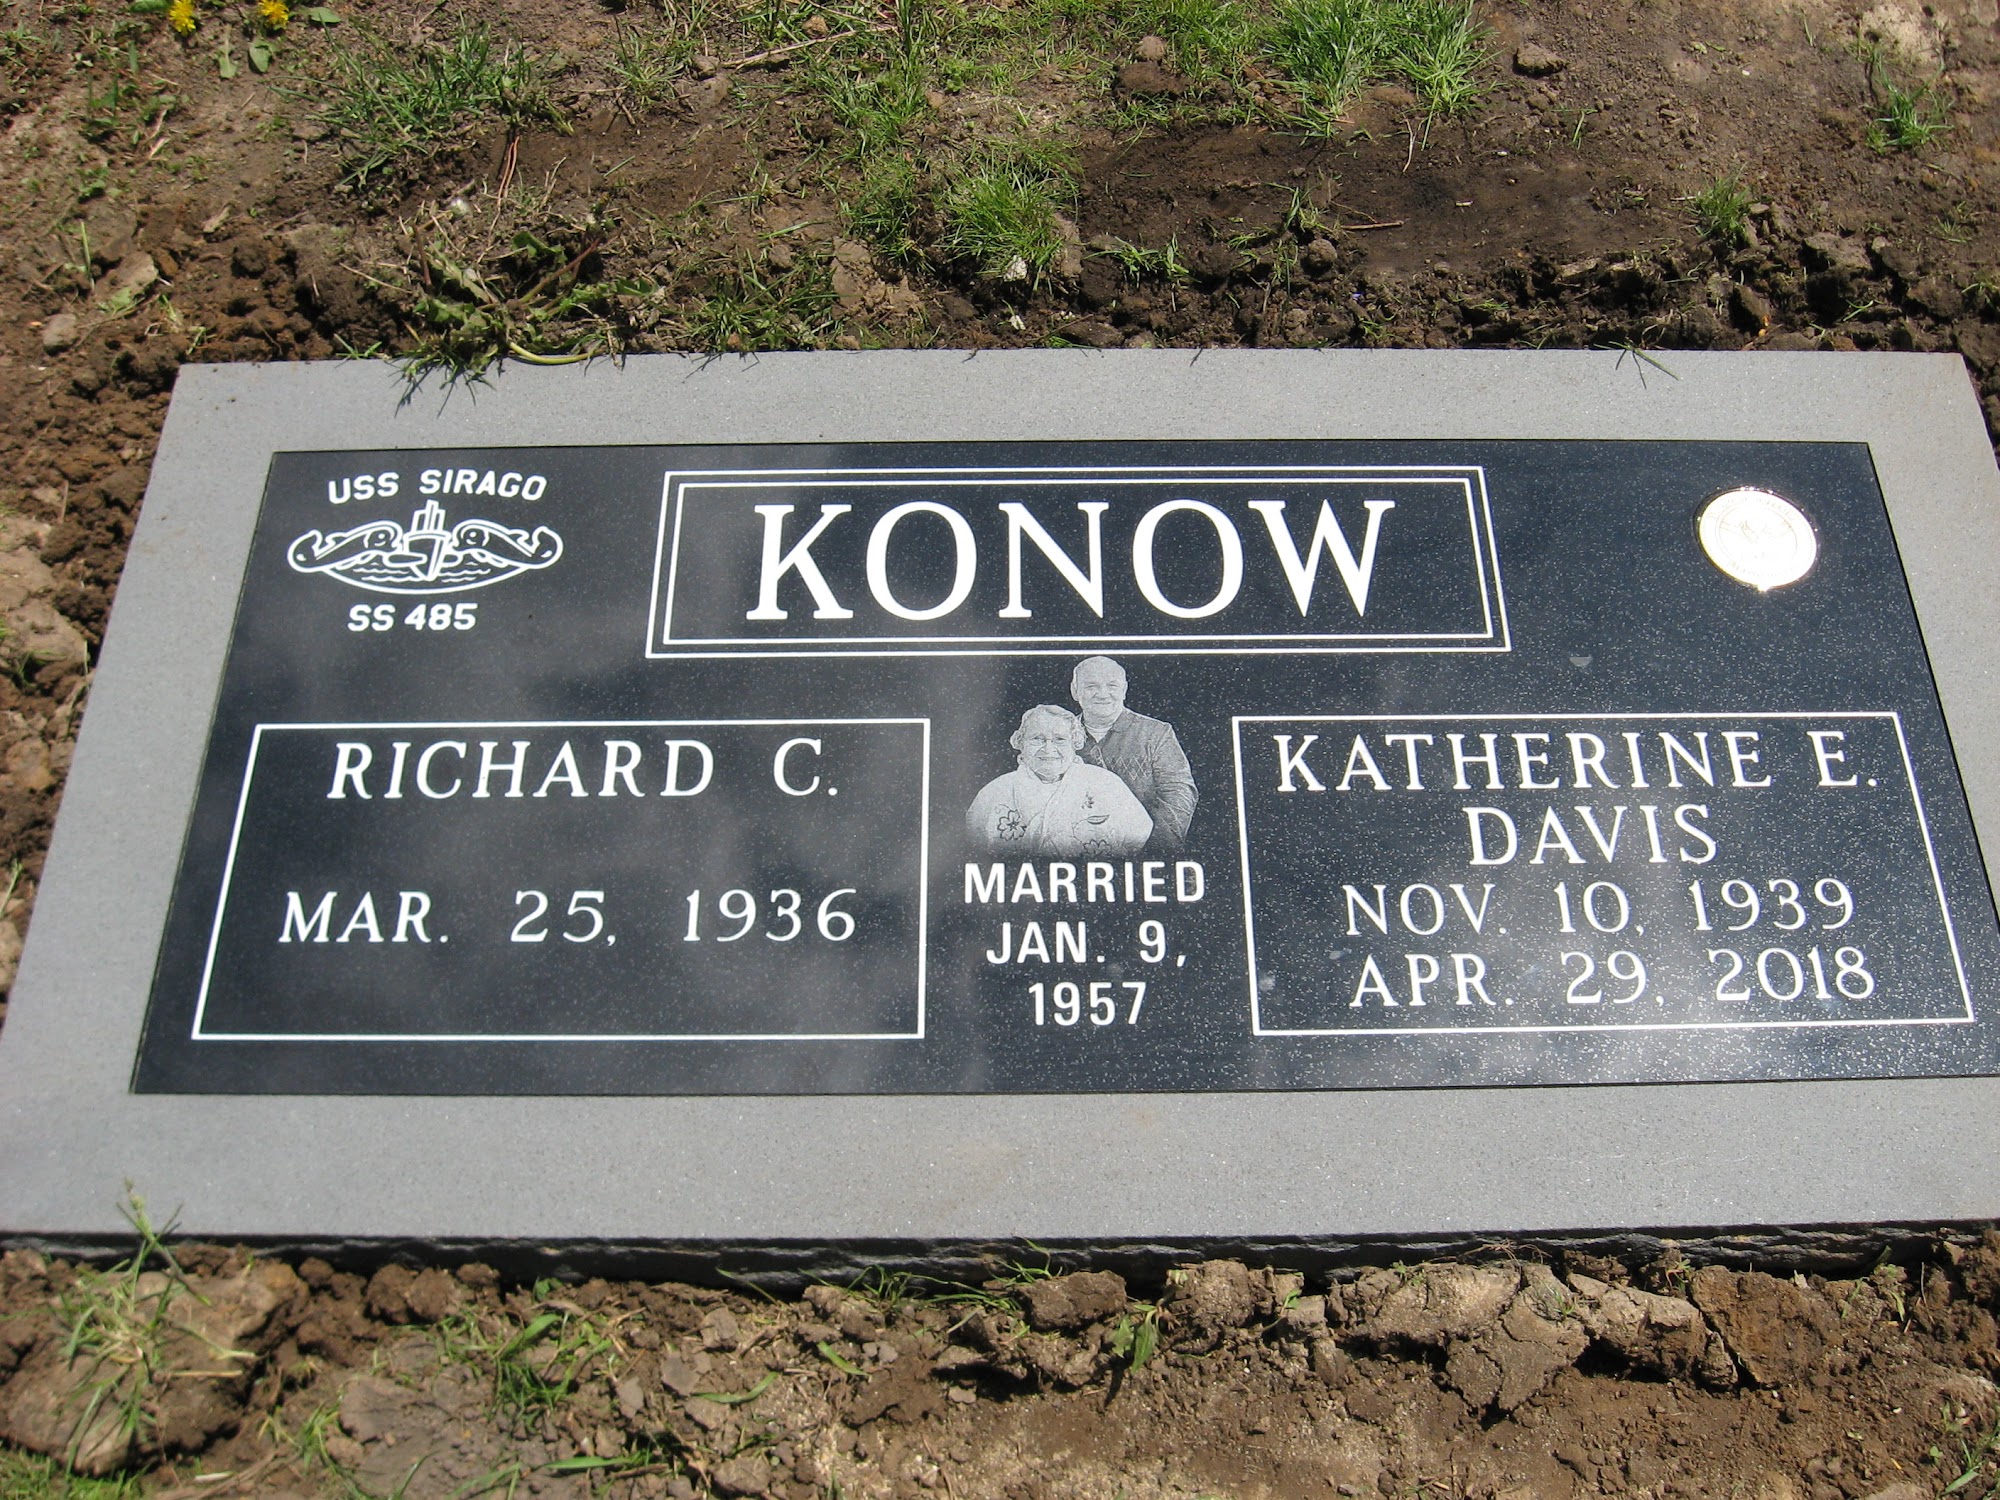 USS SIRAGO
SS 485
KONOW
RICHARD C.
MAR. 25, 1936
MARRIED
JAN. 9,
1957
KATHERINE E.
DAVIS
NOV. 10, 1939
APR. 29, 2018